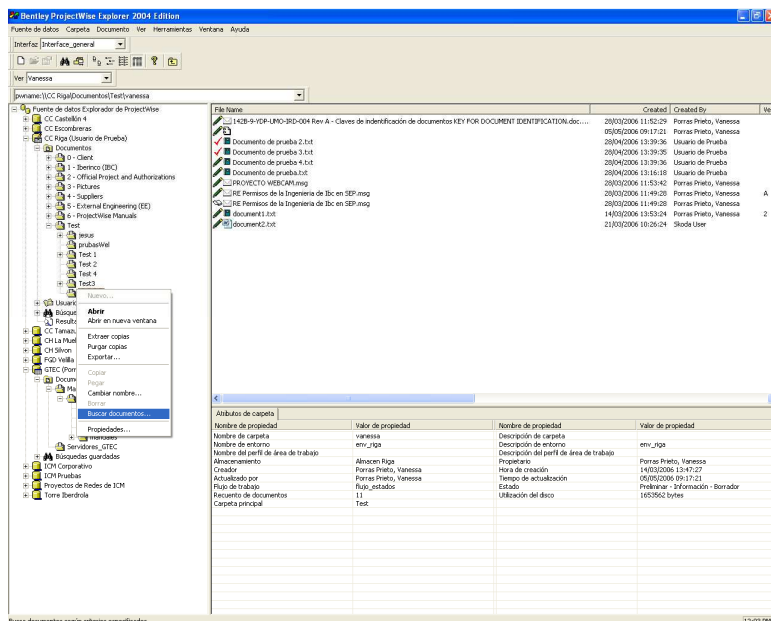 Bentley ProjectWise Explorer 2004 Edition
Fuente de datos Carpeta Documento Ver Herramientas Ventana Ayuda
Interfaz Interface_general
Ver Vanessa
pwname:\\CC Riga\Documentos\Test\vanessa
Fuente de datos Explorador de ProjectWise
CC Castellón 4
CC Escombreras
CC Riga (Usuario de Prueba)
Documentos
0 - Client
1 - Iberinco (IBC)
2 - Official Project and Authorizations
3 - Pictures
4 - Suppliers
5 - External Engineering (EE)
6 - ProjectWise Manuals
Test
jesus
prubasWel
Test 1
Test 2
Test 4
Test3
Usuario
Búsque
Resulta
CC Tamazu
CH La Muel
CH Silvon
FGD Velilla
GTEC (Porr
Docume
Ma
manuales
Servidores_GTEC
Búsquedas guardadas
ICM Corporativo
ICM Pruebas
Proyectos de Redes de ICM
Torre Iberdrola
Nuevo...
Abrir
Abrir en nueva ventana
Extraer copias
Purgar copias
Exportar...
Copiar
Pegar
Cambiar nombre...
Borrar
Buscar documentos...
Propiedades...
File Name Created Created By Ve
142B-9-YDP-UMO-IRD-004 Rev A - Claves de indentificación de documentos KEY FOR DOCUMENT IDENTIFICATION.doc.... 28/03/2006 11:52:29 Porras Prieto, Vanessa
05/05/2006 09:17:21 Porras Prieto, Vanessa
Documento de prueba 2.txt 28/04/2006 13:39:36 Usuario de Prueba
Documento de prueba 3.txt 28/04/2006 13:39:35 Usuario de Prueba
Documento de prueba 4.txt 28/04/2006 13:39:36 Usuario de Prueba
Documento de prueba.txt 28/04/2006 13:16:18 Usuario de Prueba
PROYECTO WEBCAM.msg 28/03/2006 11:53:42 Porras Prieto, Vanessa
RE Permisos de la Ingenieria de Ibc en SEP.msg 28/03/2006 11:49:28 Porras Prieto, Vanessa A
RE Permisos de la Ingenieria de Ibc en SEP.msg 28/03/2006 11:49:28 Porras Prieto, Vanessa
document1.txt 14/03/2006 13:53:24 Porras Prieto, Vanessa 2
document2.txt 21/03/2006 10:26:24 Skoda User
Atributos de carpeta
Nombre de propiedad Valor de propiedad Nombre de propiedad Valor de propiedad
Nombre de carpeta vanessa Descripción de carpeta
Nombre de entorno env_riga Descripción de entorno env_riga
Nombre del perfil de área de trabajo Descripción del perfil de área de trabajo
Almacenamiento Almacen Riga Propietario Porras Prieto, Vanessa
Creador Porras Prieto, Vanessa Hora de creación 14/03/2006 13:47:27
Actualizado por Porras Prieto, Vanessa Tiempo de actualización 05/05/2006 09:17:21
Flujo de trabajo flujo_estados Estado Preliminar - Información - Borrador
Recuento de documentos 11 Utilización del disco 1653562 bytes
Carpeta principal Test